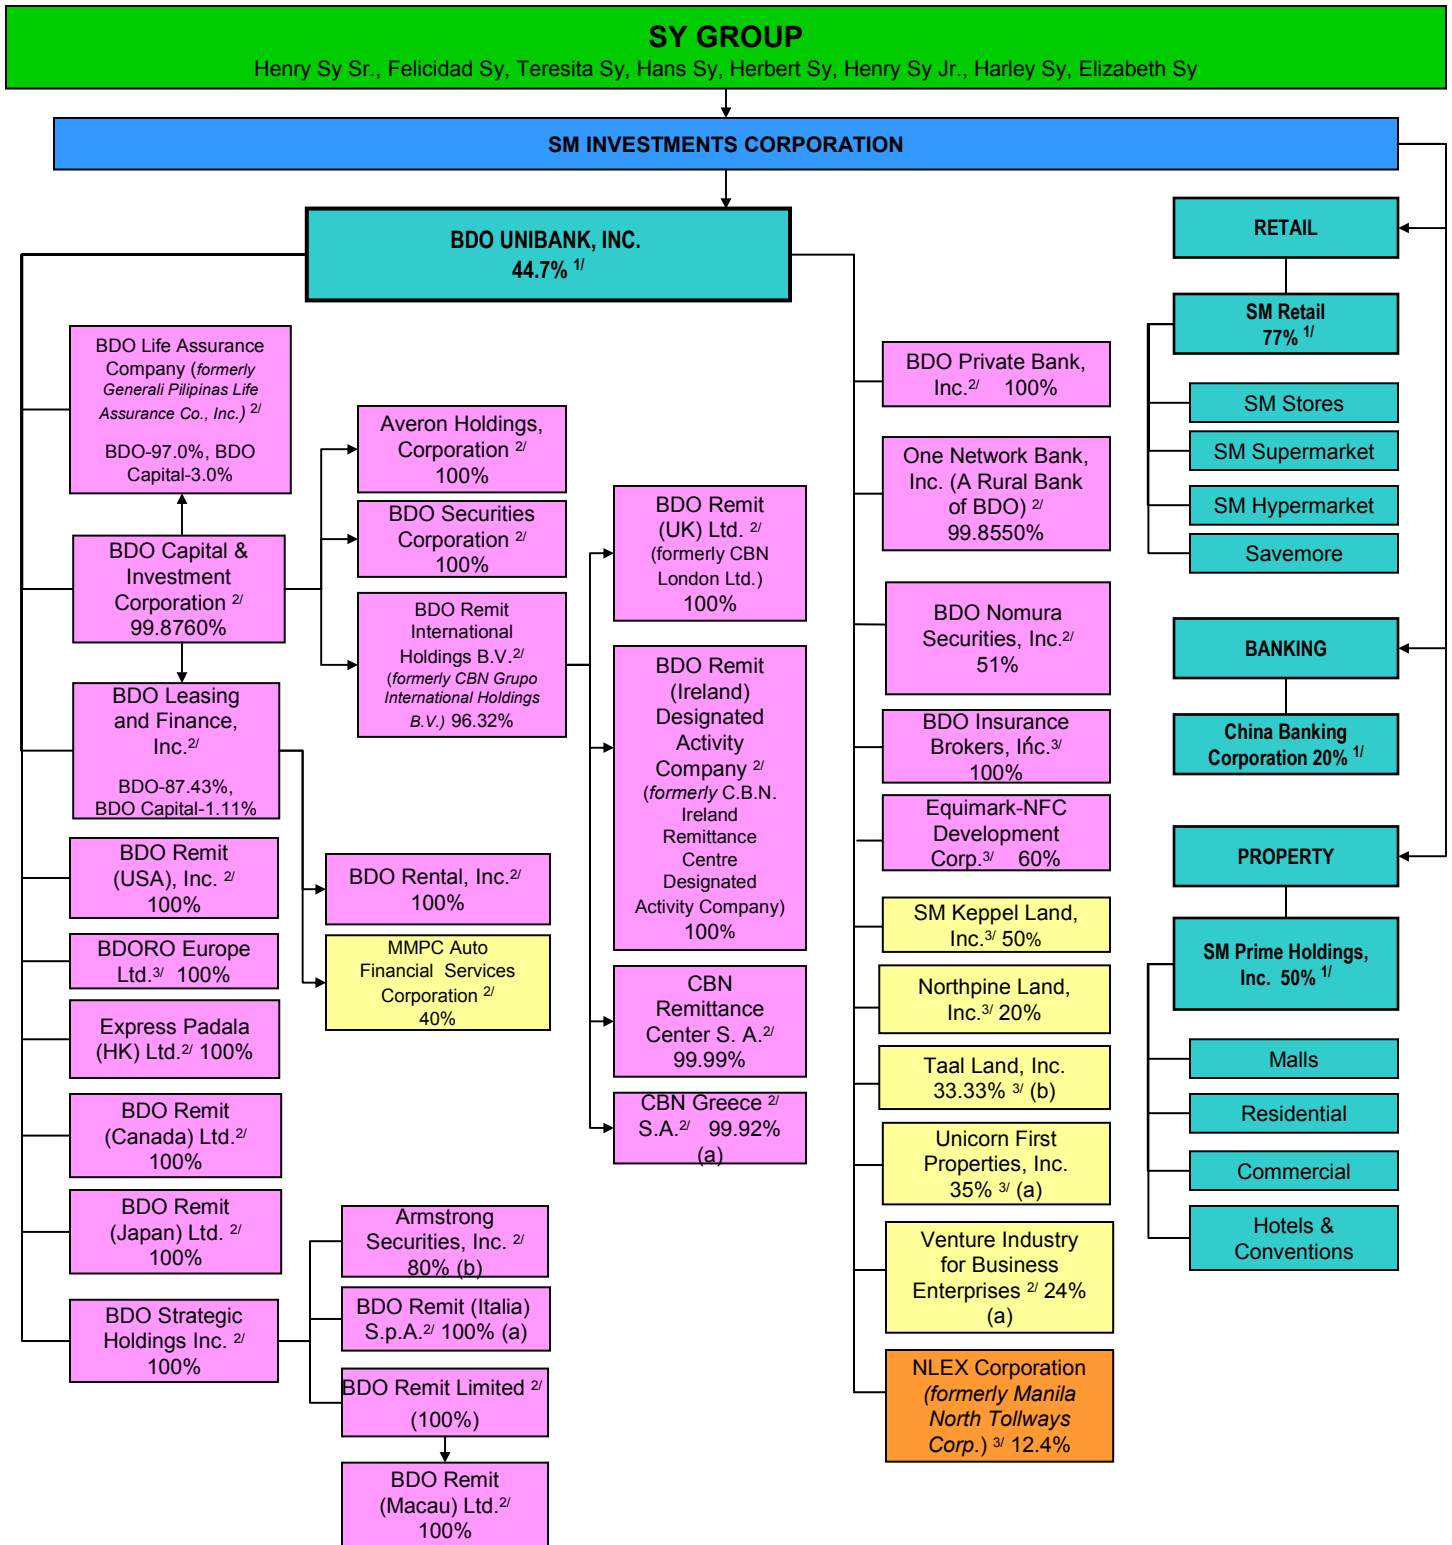 SY GROUP
Henry Sy Sr., Felicidad Sy, Teresita Sy, Hans Sy, Herbert Sy, Henry Sy Jr., Harley Sy, Elizabeth Sy
SM INVESTMENTS CORPORATION
BDO UNIBANK, INC.
44.7% 1/
BDO Life Assurance
Company (formerly
Generali Pilipinas Life
Assurance Co., Inc.) 2/
BDO-97.0%, BDO
Capital-3.0%
BDO Capital &
Investment
Corporation 2/
99.8760%
BDO Leasing
and Finance,
Inc.2/
BDO-87.43%,
BDO Capital-1.11%
BDO Remit
(USA), Inc. 2/
100%
BDORO Europe
Ltd.3/ 100%
Express Padala
(HK) Ltd.2/ 100%
BDO Remit
(Canada) Ltd.2/
100%
BDO Remit
(Japan) Ltd. 2/
100%
BDO Strategic
Holdings Inc. 2/
100%
Averon Holdings,
Corporation 2/
100%
BDO Securities
Corporation 2/
100%
BDO Remit
International
Holdings B.V.2/
(formerly CBN Grupo
International Holdings
B.V.) 96.32%
BDO Rental, Inc.2/
100%
MMPC Auto
Financial Services
Corporation 2/
40%
Armstrong
Securities, Inc. 2/
80% (b)
BDO Remit (Italia)
S.p.A.2/ 100% (a)
BDO Remit Limited 2/
(100%)
BDO Remit
(Macau) Ltd.2/
100%
BDO Remit
(UK) Ltd. 2/
(formerly CBN
London Ltd.)
100%
BDO Remit
(Ireland)
Designated
Activity
Company 2/
(formerly C.B.N.
Ireland
Remittance
Centre
Designated
Activity Company)
100%
CBN
Remittance
Center S. A.2/
99.99%
CBN Greece 2/
S.A.2/ 99.92%
(a)
BDO Private Bank,
Inc.2/ 100%
One Network Bank,
Inc. (A Rural Bank
of BDO) 2/
99.8550%
BDO Nomura
Securities, Inc.2/
51%
BDO Insurance
Brokers, Inc.3/
100%
Equimark-NFC
Development
Corp.3/ 60%
SM Keppel Land,
Inc.3/ 50%
Northpine Land,
Inc.3/ 20%
Taal Land, Inc.
33.33% 3/ (b)
Unicorn First
Properties, Inc.
35% 3/ (a)
Venture Industry
for Business
Enterprises 2/ 24%
(a)
NLEX Corporation
(formerly Manila
North Tollways
Corp.) 3/ 12.4%
RETAIL
SM Retail
77% 1/
SM Stores
SM Supermarket
SM Hypermarket
Savemore
BANKING
China Banking
Corporation 20% 1/
PROPERTY
SM Prime Holdings,
Inc. 50% 1/
Malls
Residential
Commercial
Hotels &
Conventions